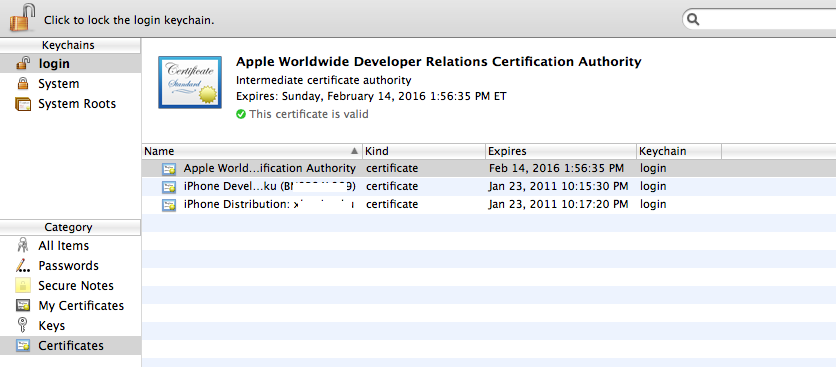 Click to lock the login keychain.
Keychains
login
System
System Roots
Certificate
Standard
Apple Worldwide Developer Relations Certification Authority
Intermediate certificate authority
Expires: Sunday, February 14, 2016 1:56:35 PM ET
This certificate is valid
Name Kind Expires Keychain
Apple World...ification Authority certificate Feb 14, 2016 1:56:35 PM login
iPhone Devel...ku certificate Jan 23, 2011 10:15:30 PM login
iPhone Distribution: certificate Jan 23, 2011 10:17:20 PM login
Category
All Items
Passwords
Secure Notes
My Certificates
Keys
Certificates